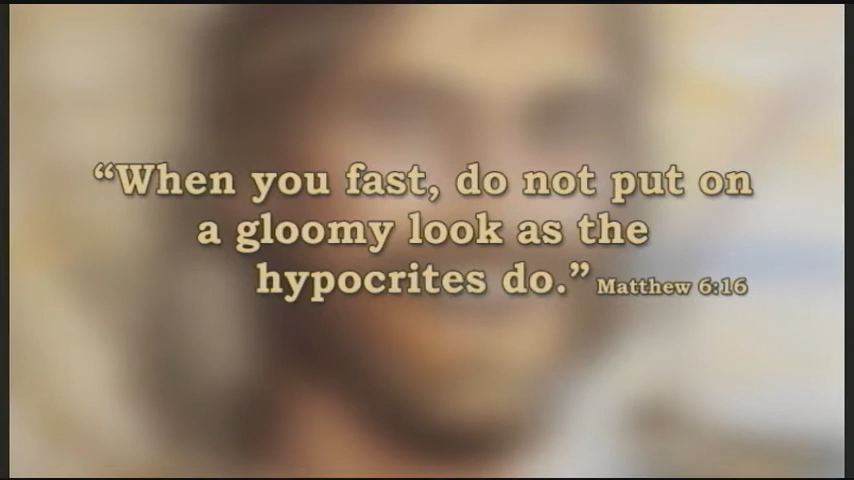 “When you fast, do not put on
a gloomy look as the
hypocrites do.” Matthew 6:16